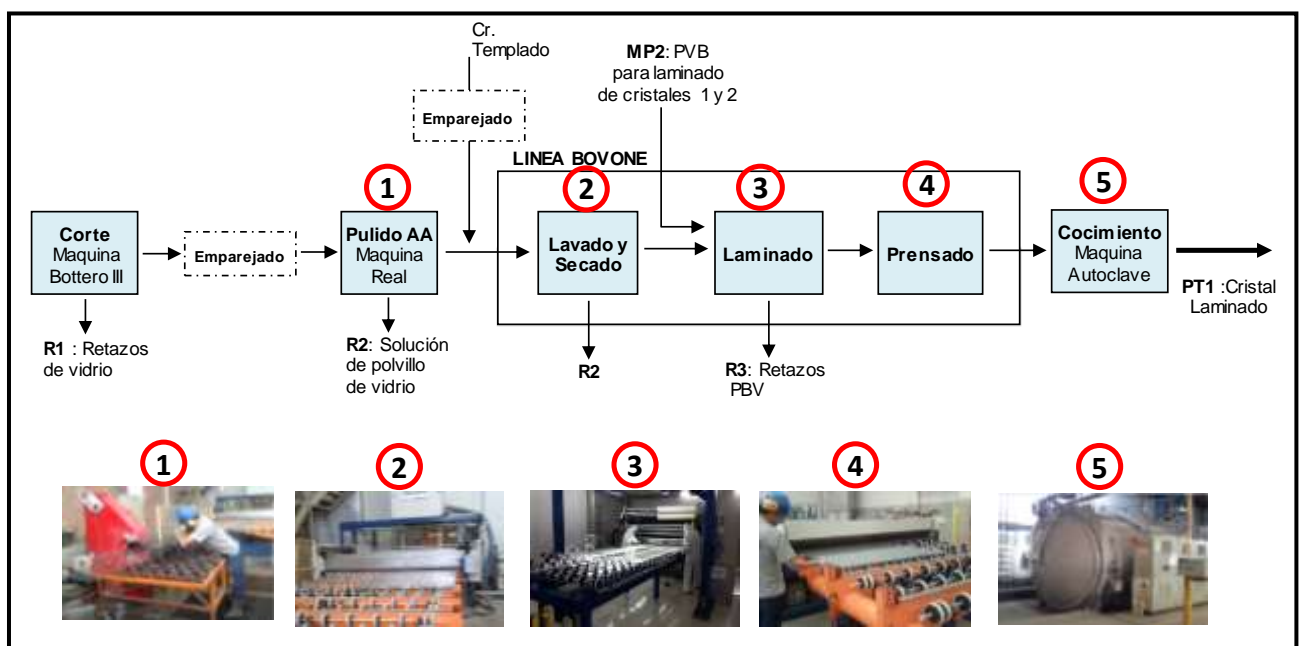 Cr.
Templado
MP2: PVB
para laminado
de cristales 1 y 2
Emparejado
LINEA BOVONE
1
2
3
4
5
Corte
Maquina
Bottero III
Emparejado
Pulido AA
Maquina
Real
Lavado y
Secado
Laminado
Prensado
Cocimiento
Maquina
Autoclave
PT1 :Cristal
Laminado
R1 : Retazos
de vidrio
R2: Solución
de polvillo
de vidrio
R2
R3: Retazos
PBV
1
2
3
4
5